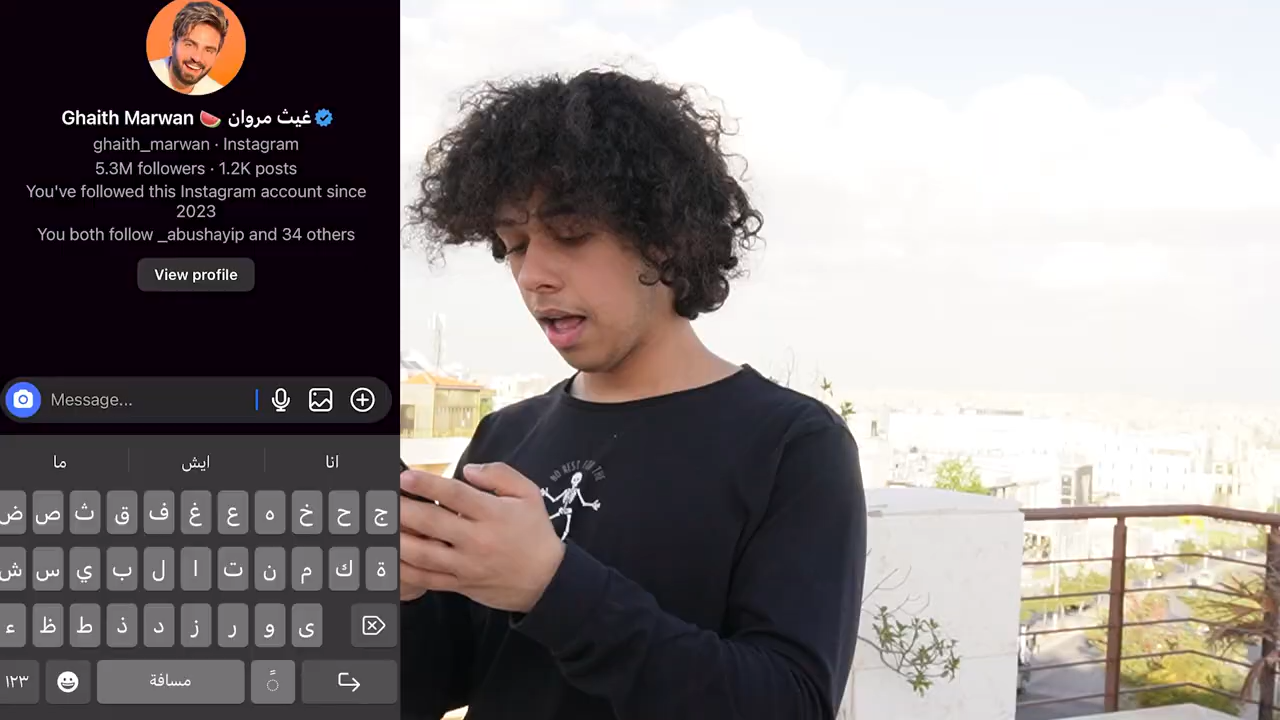 Ghaith Marwan 🍉 غيث مروان
ghaith_marwan · Instagram
5.3M followers · 1.2K posts
You've followed this Instagram account since
2023
You both follow _abushayip and 34 others
View profile
Message...
انا ايش ما
ض ص ث ق ف غ ع ه خ ح ج
ش س ي ب ل ا ت ن م ك ة
ء ظ ط ذ د ز ر و ى
١٢٣ مسافة
NO REST FOR THE